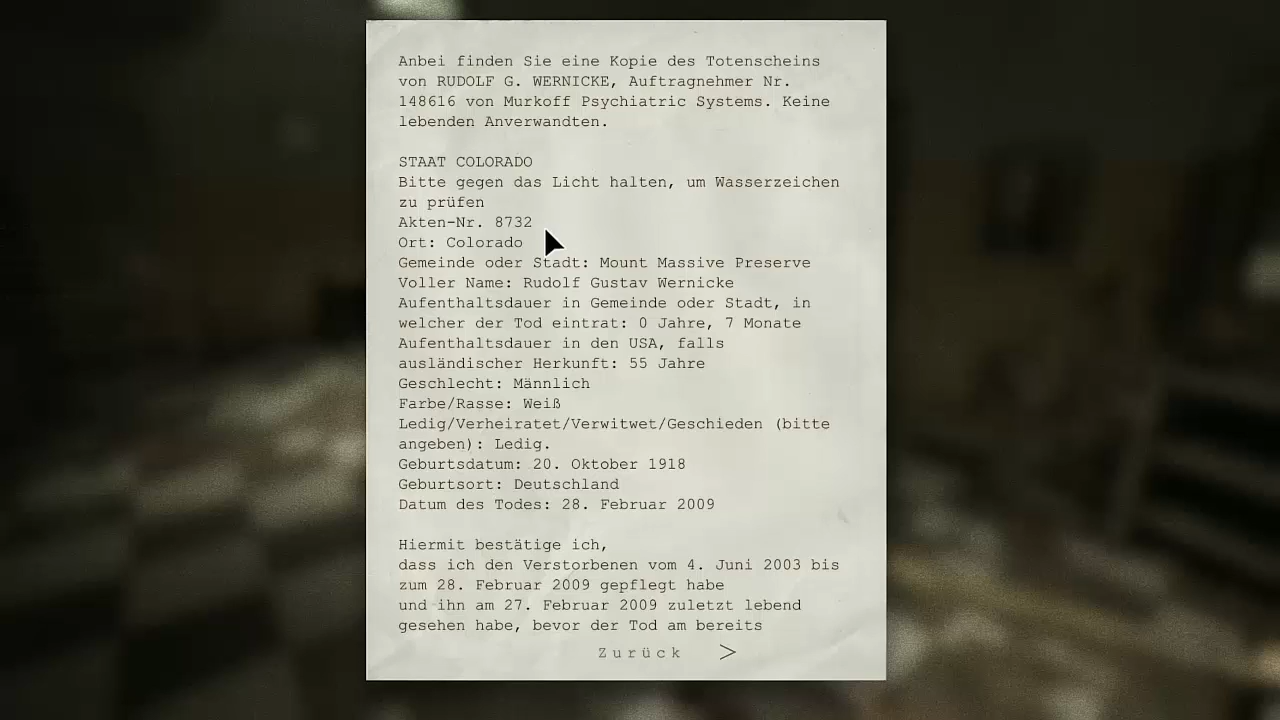 Anbei finden Sie eine Kopie des Totenscheins
von RUDOLF G. WERNICKE, Auftragnehmer Nr.
148616 von Murkoff Psychiatric Systems. Keine
lebenden Anverwandten.
STAAT COLORADO
Bitte gegen das Licht halten, um Wasserzeichen
zu prüfen
Akten-Nr. 8732
Ort: Colorado
Gemeinde oder Stadt: Mount Massive Preserve
Voller Name: Rudolf Gustav Wernicke
Aufenthaltsdauer in Gemeinde oder Stadt, in
welcher der Tod eintrat: 0 Jahre, 7 Monate
Aufenthaltsdauer in den USA, falls
ausländischer Herkunft: 55 Jahre
Geschlecht: Männlich
Farbe/Rasse: Weiß
Ledig/Verheiratet/Verwitwet/Geschieden (bitte
angeben): Ledig.
Geburtsdatum: 20. Oktober 1918
Geburtsort: Deutschland
Datum des Todes: 28. Februar 2009
Hiermit bestätige ich,
dass ich den Verstorbenen vom 4. Juni 2003 bis
zum 28. Februar 2009 gepflegt habe
und ihn am 27. Februar 2009 zuletzt lebend
gesehen habe, bevor der Tod am bereits
Zurück >